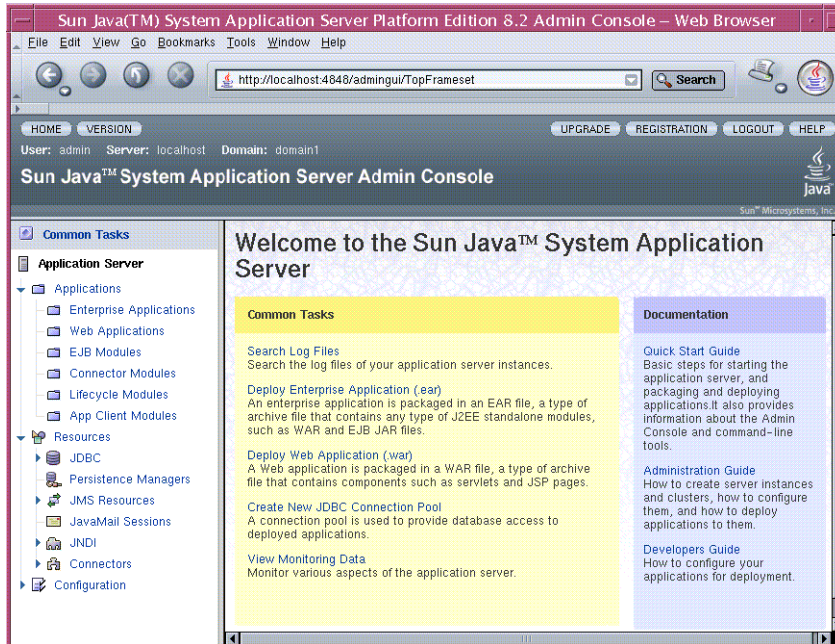 Sun Java(TM) System Application Server Platform Edition 8.2 Admin Console – Web Browser
File Edit View Go Bookmarks Tools Window Help
http://localhost:4848/admingui/TopFrameset
Search
HOME VERSION UPGRADE REGISTRATION LOGOUT HELP
User: admin Server: localhost Domain: domain1
Sun Java™ System Application Server Admin Console
Java
Sun™ Microsystems, Inc.
Common Tasks
Application Server
Applications
Enterprise Applications
Web Applications
EJB Modules
Connector Modules
Lifecycle Modules
App Client Modules
Resources
JDBC
Persistence Managers
JMS Resources
JavaMail Sessions
JNDI
Connectors
Configuration
Welcome to the Sun Java™ System Application
Server
Common Tasks
Search Log Files
Search the log files of your application server instances.
Deploy Enterprise Application (.ear)
An enterprise application is packaged in an EAR file, a type of
archive file that contains any type of J2EE standalone modules,
such as WAR and EJB JAR files.
Deploy Web Application (.war)
A Web application is packaged in a WAR file, a type of archive
file that contains components such as servlets and JSP pages.
Create New JDBC Connection Pool
A connection pool is used to provide database access to
deployed applications.
View Monitoring Data
Monitor various aspects of the application server.
Documentation
Quick Start Guide
Basic steps for starting the
application server, and
packaging and deploying
applications.It also provides
information about the Admin
Console and command–line
tools.
Administration Guide
How to create server instances
and clusters, how to configure
them, and how to deploy
applications to them.
Developers Guide
How to configure your
applications for deployment.